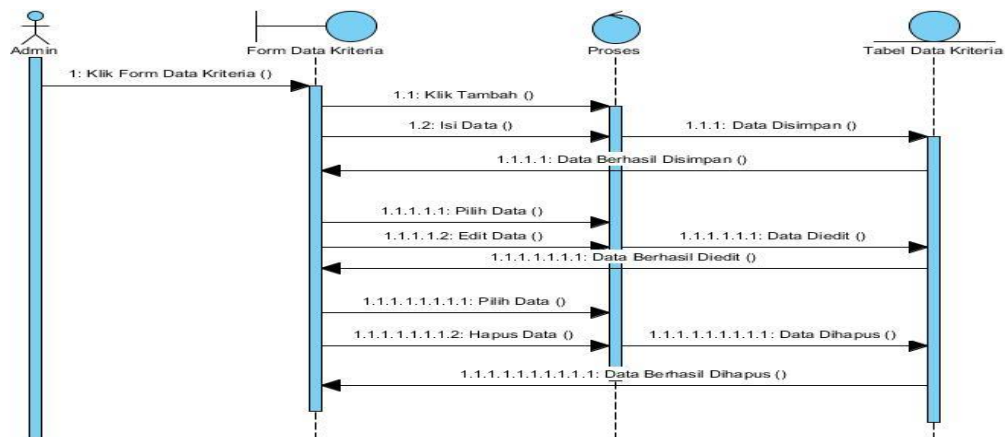 Admin
Form Data Kriteria
Proses
Tabel Data Kriteria
1: Klik Form Data Kriteria ()
1.1: Klik Tambah ()
1.2: Isi Data ()
1.1.1: Data Disimpan ()
1.1.1.1: Data Berhasil Disimpan ()
1.1.1.1.1: Pilih Data ()
1.1.1.1.2: Edit Data ()
1.1.1.1.1.1: Data Diedit ()
1.1.1.1.1.1.1: Data Berhasil Diedit ()
1.1.1.1.1.1.1.1: Pilih Data ()
1.1.1.1.1.1.1.2: Hapus Data ()
1.1.1.1.1.1.1.1.1: Data Dihapus ()
1.1.1.1.1.1.1.1.1.1: Data Berhasil Dihapus ()